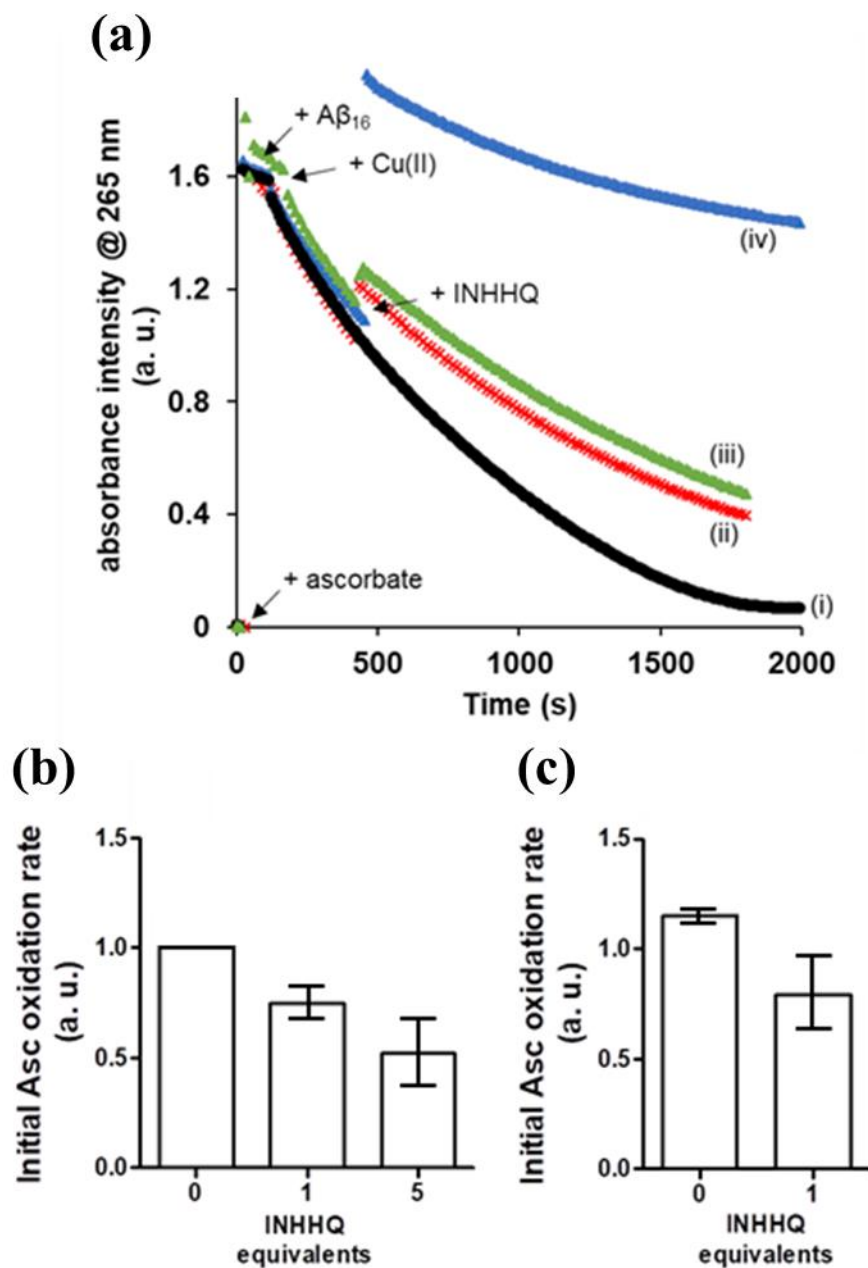 (a)
absorbance intensity @ 265 nm
(a. u.)
1.6
1.2
0.8
0.4
0
+ Aβ₁₆
+ Cu(II)
+ INHHQ
+ ascorbate
(iv)
(iii)
(ii)
(i)
0
500
1000
1500
2000
Time (s)
(b)
Initial Asc oxidation rate
(a. u.)
1.5
1.0
0.5
0.0
0
1
5
INHHQ
equivalents
(c)
Initial Asc oxidation rate
(a. u.)
1.5
1.0
0.5
0.0
0
1
INHHQ
equivalents